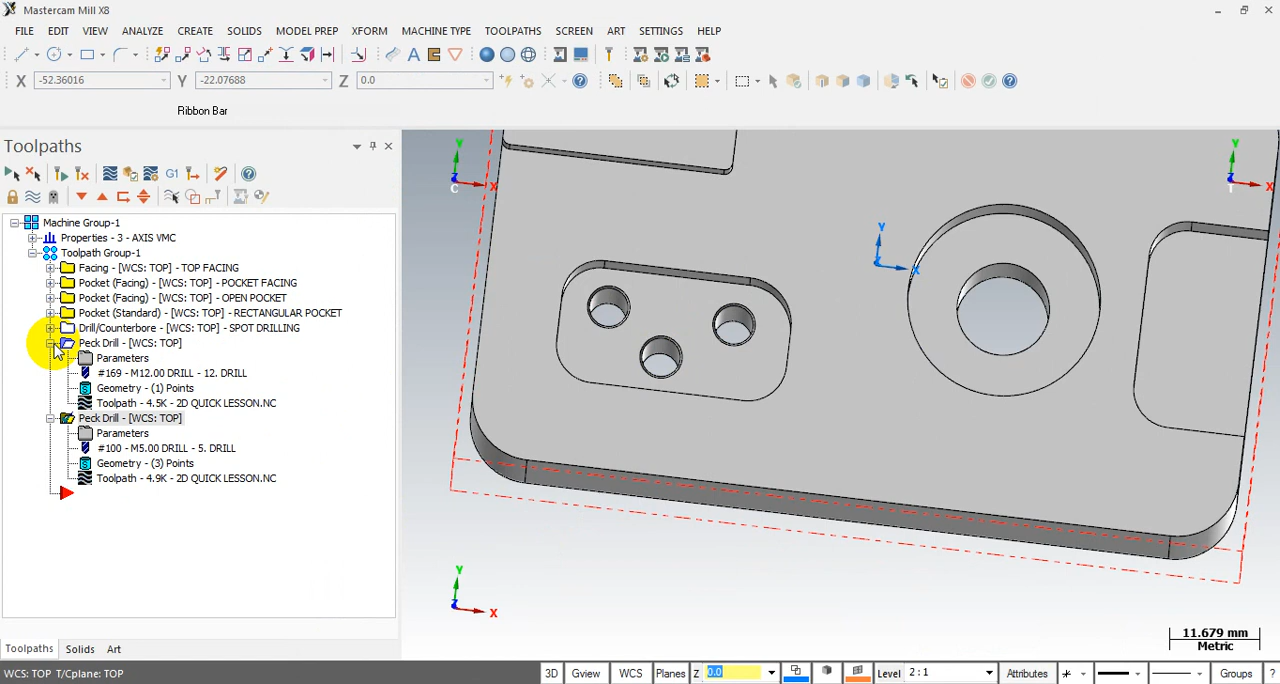 Mastercam Mill X8
FILE EDIT VIEW ANALYZE CREATE SOLIDS MODEL PREP XFORM MACHINE TYPE TOOLPATHS SCREEN ART SETTINGS HELP
X -52.36016 Y -22.07688 Z 0.0
Ribbon Bar
Toolpaths
G1
Machine Group-1
Properties - 3 - AXIS VMC
Toolpath Group-1
Facing - [WCS: TOP] - TOP FACING
Pocket (Facing) - [WCS: TOP] - POCKET FACING
Pocket (Facing) - [WCS: TOP] - OPEN POCKET
Pocket (Standard) - [WCS: TOP] - RECTANGULAR POCKET
Drill/Counterbore - [WCS: TOP] - SPOT DRILLING
Peck Drill - [WCS: TOP]
Parameters
#169 - M12.00 DRILL - 12. DRILL
Geometry - (1) Points
Toolpath - 4.5K - 2D QUICK LESSON.NC
Peck Drill - [WCS: TOP]
Parameters
#100 - M5.00 DRILL - 5. DRILL
Geometry - (3) Points
Toolpath - 4.9K - 2D QUICK LESSON.NC
Y
Z X
C
Y
X
T
Y
Z X
Y
Z X
11.679 mm
Metric
Toolpaths Solids Art
WCS: TOP T/Cplane: TOP
3D Gview WCS Planes Z 0.0 Level 2 : 1 Attributes Groups ?